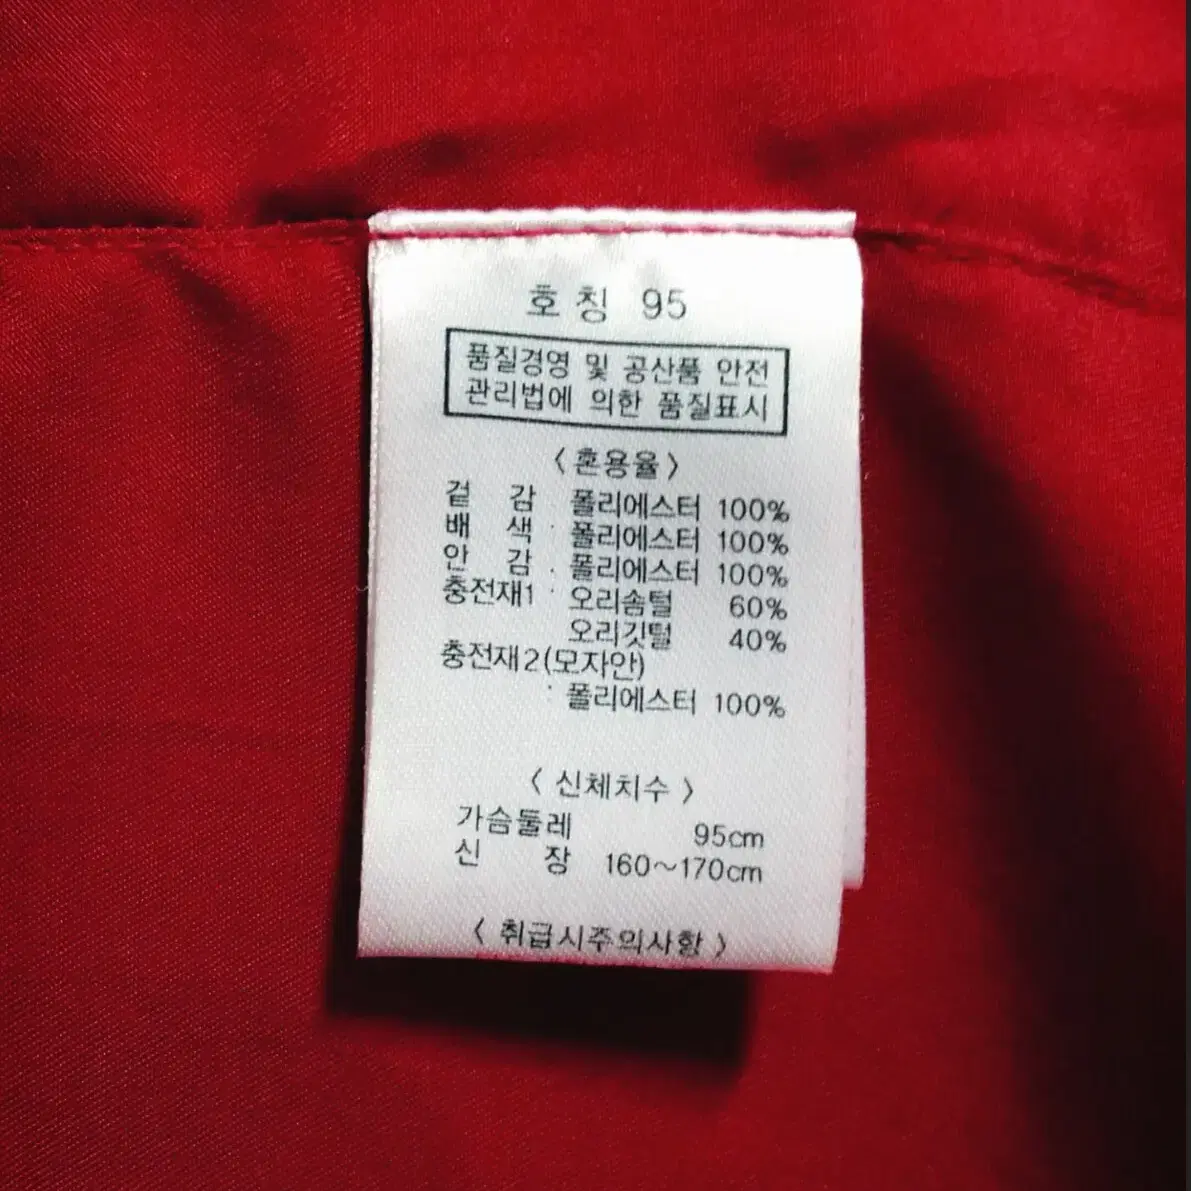 호칭 95
품질경영 및 공산품 안전
관리법에 의한 품질표시
〈혼용율〉
겉 감 폴리에스터 100%
배 색 : 폴리에스터 100%
안 감 : 폴리에스터 100%
충전재1 : 오리솜털 60%
오리깃털 40%
충전재2(모자안)
: 폴리에스터 100%
〈 신체치수 〉
가슴둘레 95cm
신 장 160~170cm
〈 취급시주의사항 〉